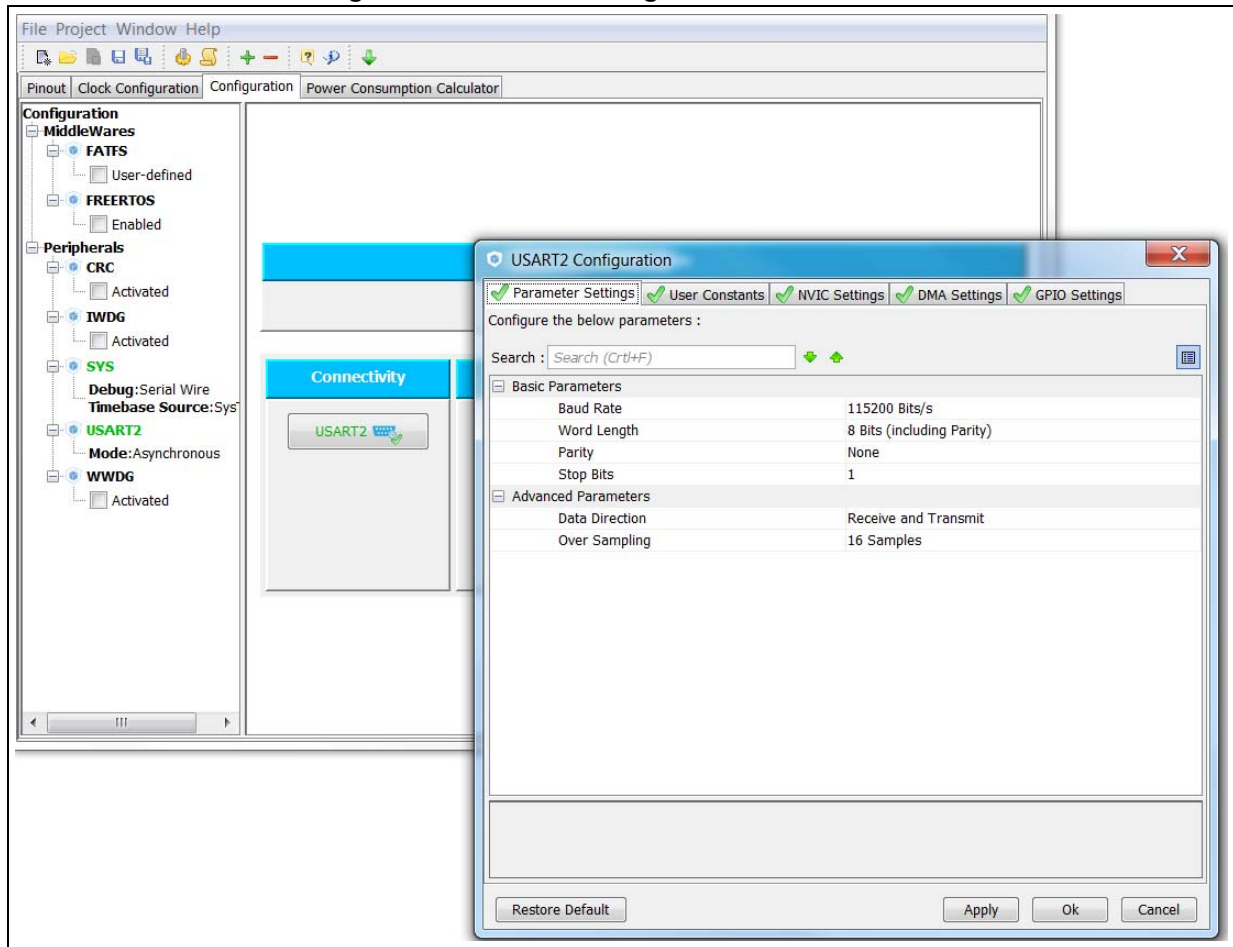 File Project Window Help
Pinout Clock Configuration Configuration Power Consumption Calculator
Configuration
MiddleWares
FATFS
User-defined
FREERTOS
Enabled
Peripherals
CRC
Activated
IWDG
Activated
SYS
Debug:Serial Wire
Timebase Source:Sys
USART2
Mode:Asynchronous
WWDG
Activated
Connectivity
USART2
USART2 Configuration
X
Parameter Settings User Constants NVIC Settings DMA Settings GPIO Settings
Configure the below parameters :
Search : Search (Crtl+F)
Basic Parameters
Baud Rate 115200 Bits/s
Word Length 8 Bits (including Parity)
Parity None
Stop Bits 1
Advanced Parameters
Data Direction Receive and Transmit
Over Sampling 16 Samples
Restore Default Apply Ok Cancel